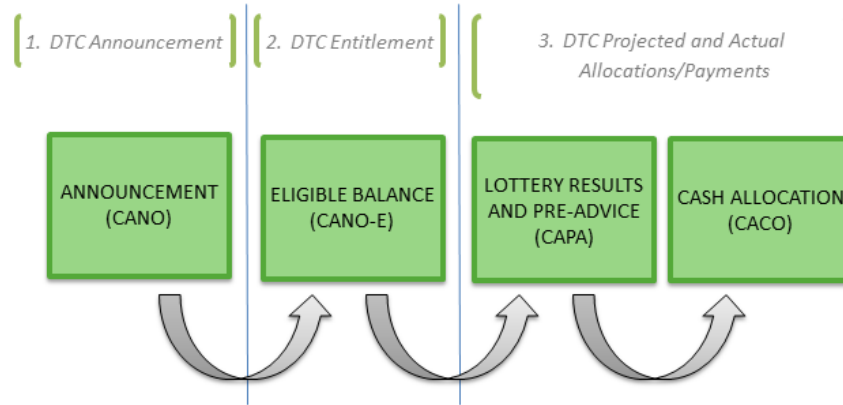 1. DTC Announcement
2. DTC Entitlement
3. DTC Projected and Actual
Allocations/Payments
ANNOUNCEMENT
(CANO)
ELIGIBLE BALANCE
(CANO-E)
LOTTERY RESULTS
AND PRE-ADVICE
(CAPA)
CASH ALLOCATION
(CACO)